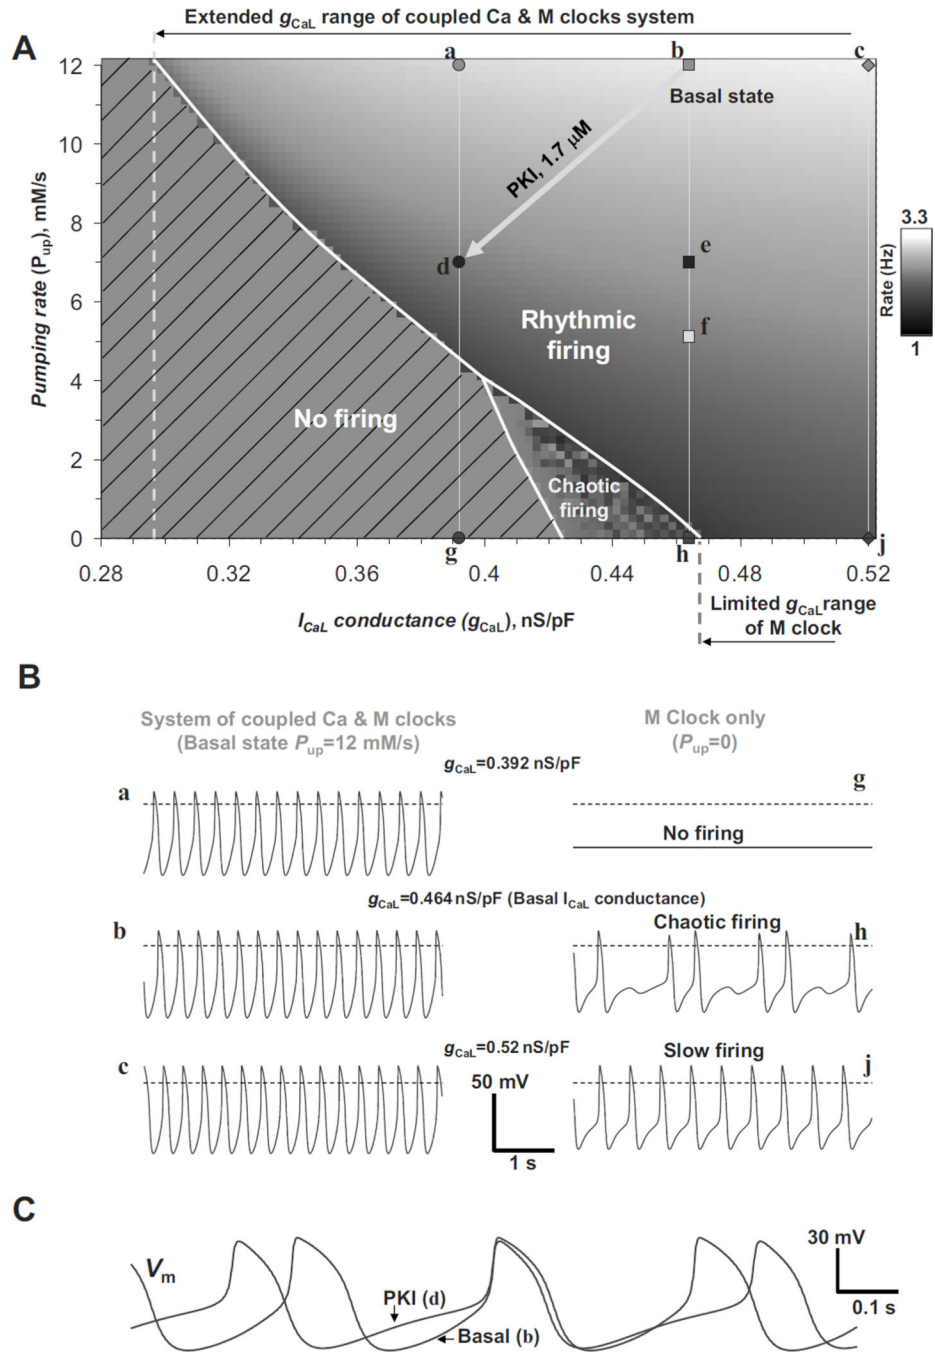 Extended gCaL range of coupled Ca & M clocks system
A
a
b
c
12
10
8
6
4
2
0
Pumping rate (Pup), mM/s
Basal state
PKI, 1.7 μM
d
e
f
Rhythmic
firing
No firing
Chaotic
firing
g
h
j
3.3
Rate (Hz)
1
0.28
0.32
0.36
0.4
0.44
0.48
0.52
ICaL conductance (gCaL), nS/pF
Limited gCaL range
of M clock
B
System of coupled Ca & M clocks
(Basal state Pup=12 mM/s)
M Clock only
(Pup=0)
gCaL=0.392 nS/pF
a
g
No firing
gCaL=0.464 nS/pF (Basal ICaL conductance)
b
Chaotic firing
h
gCaL=0.52 nS/pF
c
Slow firing
j
50 mV
1 s
C
Vm
PKI (d)
Basal (b)
30 mV
0.1 s